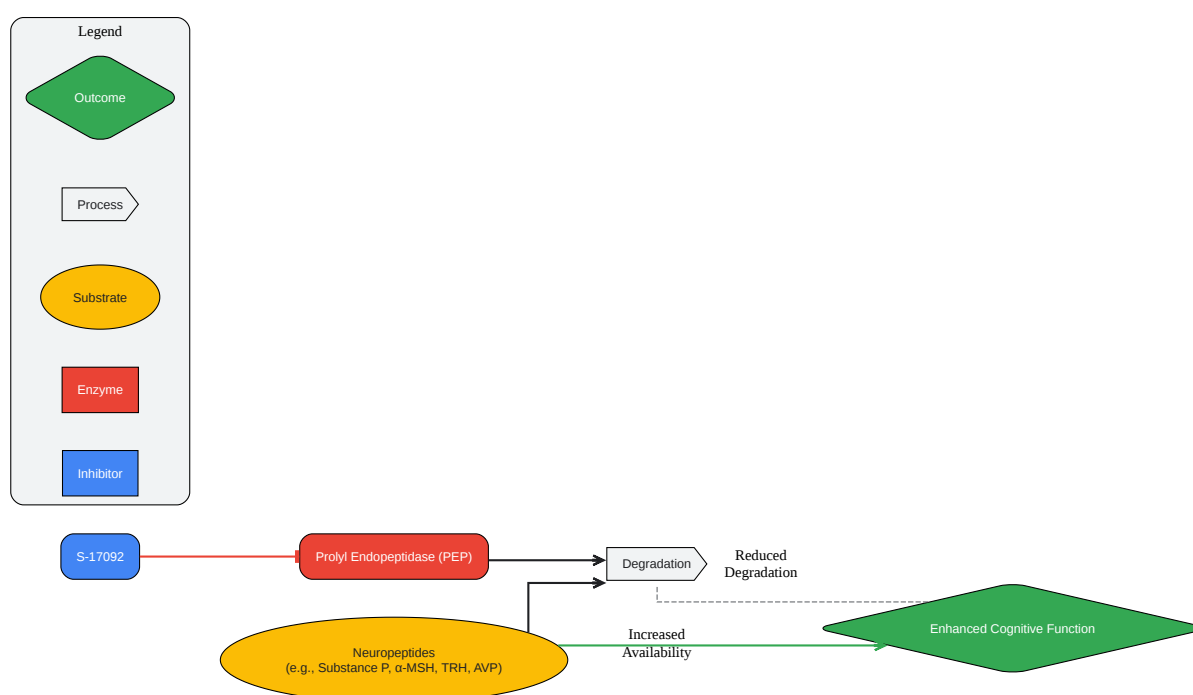 Legend
Outcome
Process
Substrate
Enzyme
Inhibitor
S-17092
Prolyl Endopeptidase (PEP)
Degradation
Reduced
Degradation
Enhanced Cognitive Function
Increased
Availability
Neuropeptides
(e.g., Substance P, α-MSH, TRH, AVP)